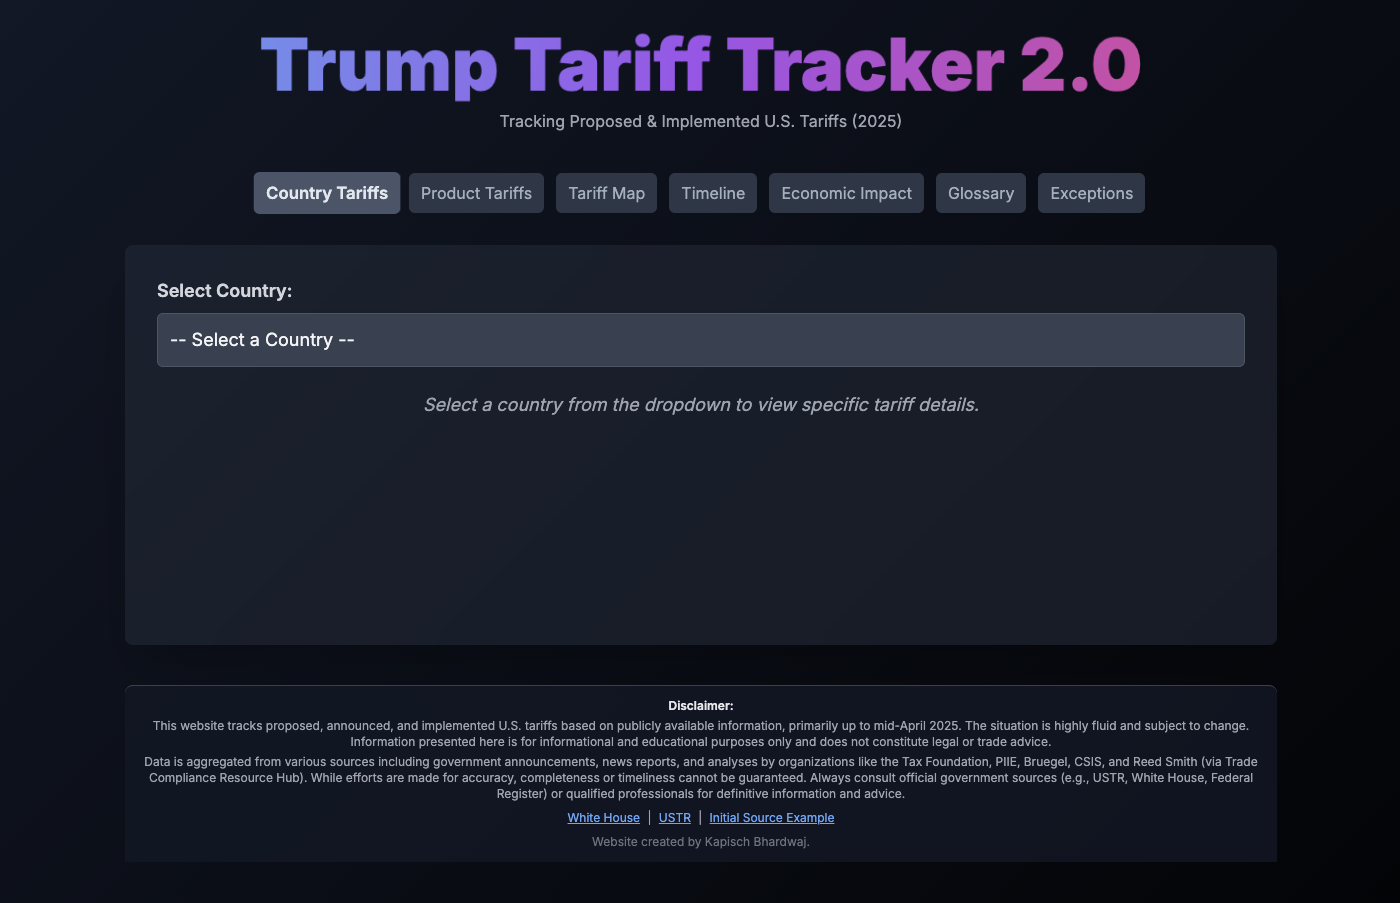 Trump Tariff Tracker 2.0
Tracking Proposed & Implemented U.S. Tariffs (2025)
Country Tariffs
Product Tariffs
Tariff Map
Timeline
Economic Impact
Glossary
Exceptions
Select Country:
-- Select a Country --
Select a country from the dropdown to view specific tariff details.
Disclaimer:
This website tracks proposed, announced, and implemented U.S. tariffs based on publicly available information, primarily up to mid-April 2025. The situation is highly fluid and subject to change.
Information presented here is for informational and educational purposes only and does not constitute legal or trade advice.
Data is aggregated from various sources including government announcements, news reports, and analyses by organizations like the Tax Foundation, PIIE, Bruegel, CSIS, and Reed Smith (via Trade
Compliance Resource Hub). While efforts are made for accuracy, completeness or timeliness cannot be guaranteed. Always consult official government sources (e.g., USTR, White House, Federal
Register) or qualified professionals for definitive information and advice.
White House | USTR | Initial Source Example
Website created by Kapisch Bhardwaj.